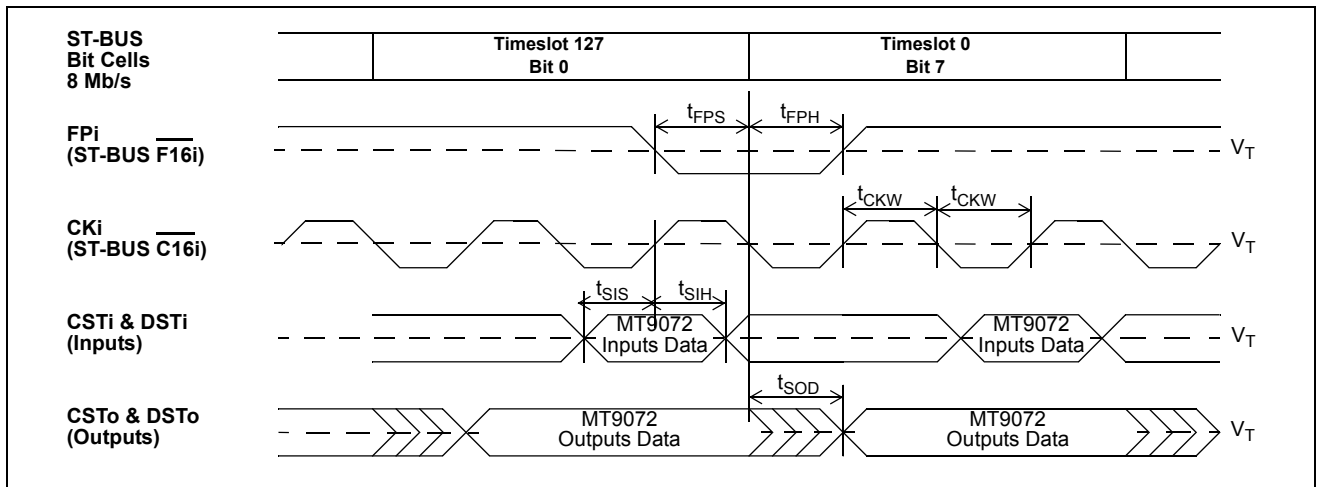 ST-BUS
Bit Cells
8 Mb/s
Timeslot 127
Bit 0
Timeslot 0
Bit 7
FPi
(ST-BUS F16i)
tFPS
tFPH
VT
CKi
(ST-BUS C16i)
tCKW
tCKW
VT
CSTi & DSTi
(Inputs)
tSIS
tSIH
MT9072
Inputs Data
MT9072
Inputs Data
VT
CSTo & DSTo
(Outputs)
tSOD
MT9072
Outputs Data
MT9072
Outputs Data
VT